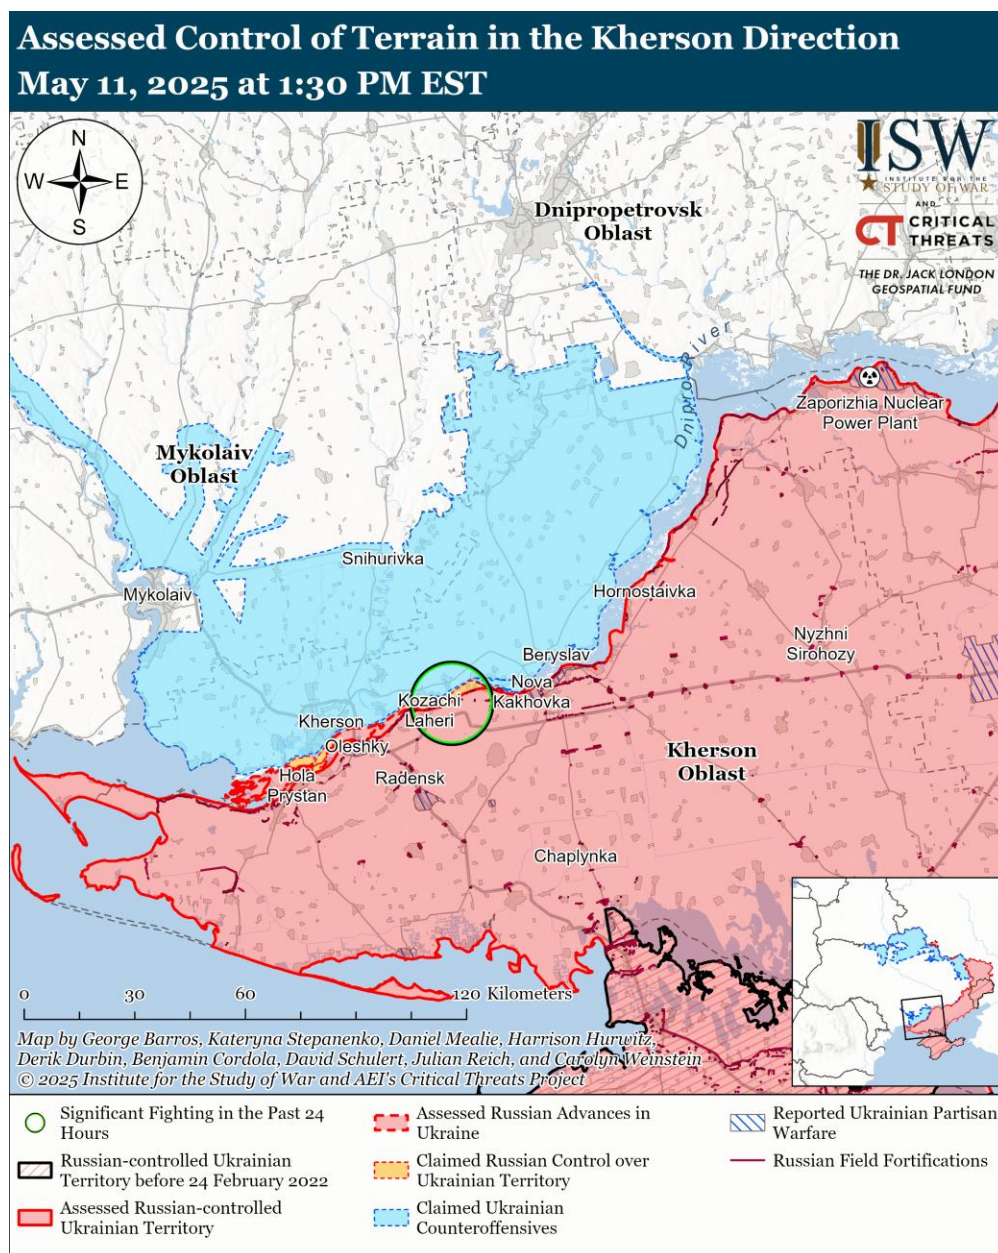 Assessed Control of Terrain in the Kherson Direction
May 11, 2025 at 1:30 PM EST
N
W
E
S
ISW
INSTITUTE FOR THE
STUDY OF WAR
AND
CT CRITICAL
THREATS
THE DR. JACK LONDON
GEOSPATIAL FUND
Dnipropetrovsk
Oblast
Dnipro River
Zaporizhia Nuclear
Power Plant
Mykolaiv
Oblast
Snihurivka
Mykolaiv
Hornostaivka
Nyzhni
Sirohozy
Beryslav
Nova
Kakhovka
Kozachi
Laheri
Kherson
Oleshky
Kherson
Oblast
Hola
Prystan
Radensk
Chaplynka
0 30 60 120 Kilometers
Map by George Barros, Kateryna Stepanenko, Daniel Mealie, Harrison Hurwitz,
Derik Durbin, Benjamin Cordola, David Schulert, Julian Reich, and Carolyn Weinstein
© 2025 Institute for the Study of War and AEI's Critical Threats Project
Significant Fighting in the Past 24
Hours
Russian-controlled Ukrainian
Territory before 24 February 2022
Assessed Russian-controlled
Ukrainian Territory
Assessed Russian Advances in
Ukraine
Claimed Russian Control over
Ukrainian Territory
Claimed Ukrainian
Counteroffensives
Reported Ukrainian Partisan
Warfare
Russian Field Fortifications